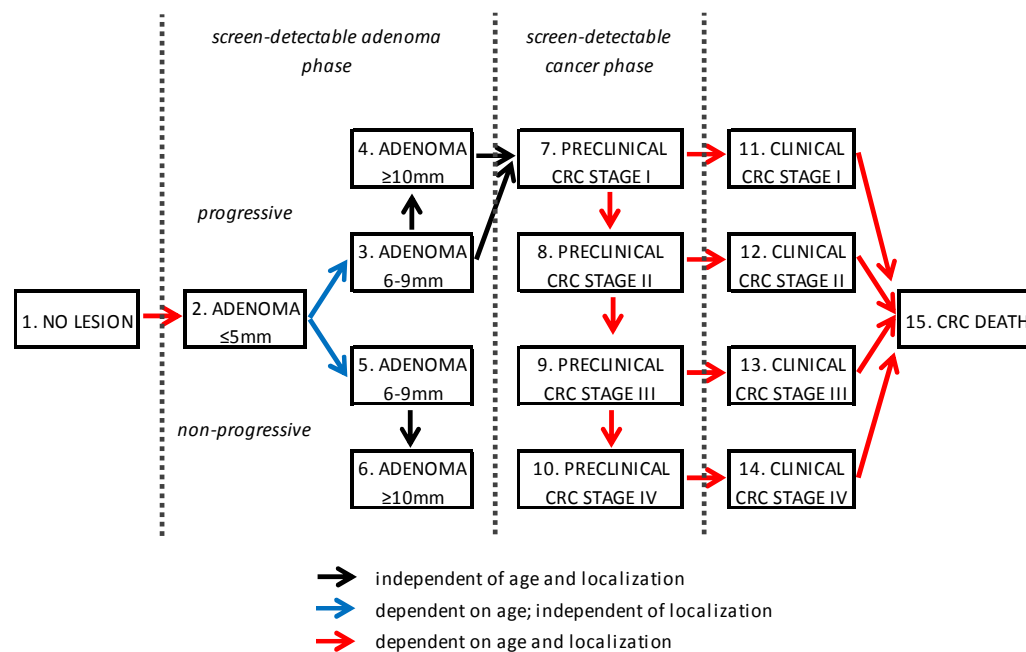 screen-detectable adenoma
phase
screen-detectable
cancer phase
4. ADENOMA
≥10mm
7. PRECLINICAL
CRC STAGE I
11. CLINICAL
CRC STAGE I
progressive
3. ADENOMA
6-9mm
8. PRECLINICAL
CRC STAGE II
12. CLINICAL
CRC STAGE II
1. NO LESION
2. ADENOMA
≤5mm
15. CRC DEATH
5. ADENOMA
6-9mm
9. PRECLINICAL
CRC STAGE III
13. CLINICAL
CRC STAGE III
non-progressive
6. ADENOMA
≥10mm
10. PRECLINICAL
CRC STAGE IV
14. CLINICAL
CRC STAGE IV
independent of age and localization
dependent on age; independent of localization
dependent on age and localization